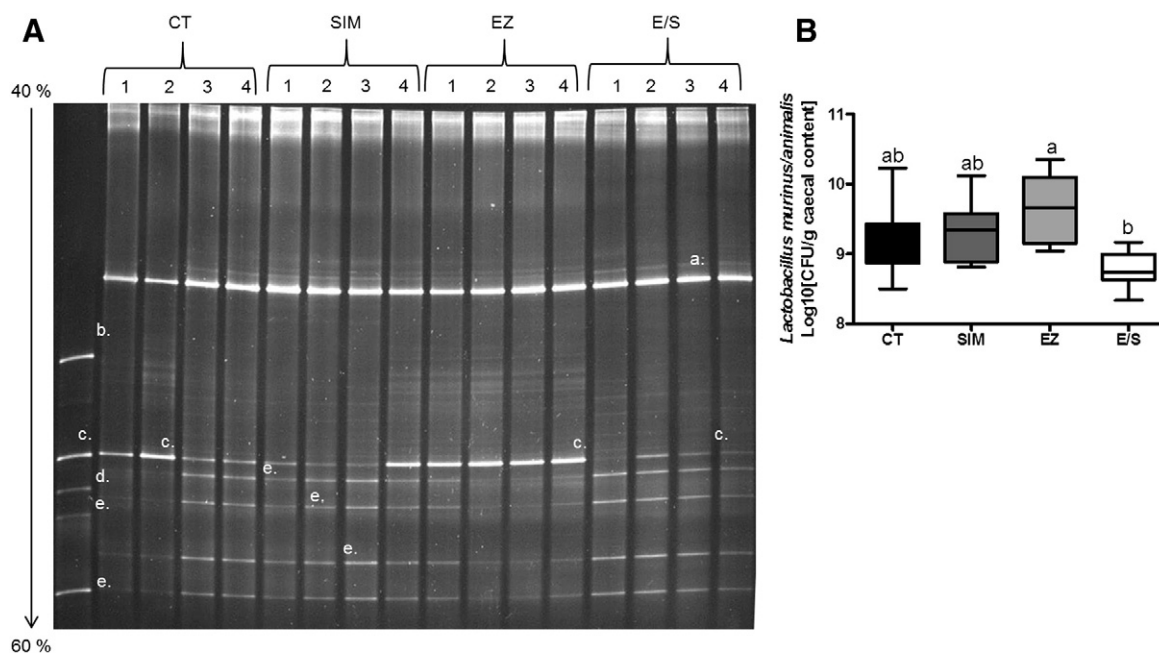 A
CT SIM EZ E/S
1 2 3 4 1 2 3 4 1 2 3 4 1 2 3 4
40 %
a.
b.
c. c. c. c.
e.
d.
e.
e.
e.
e.
60 %
B
Lactobacillus murinus/animalis
Log10[CFU/g caecal content]
11
10
9
8
ab ab a b
CT SIM EZ E/S